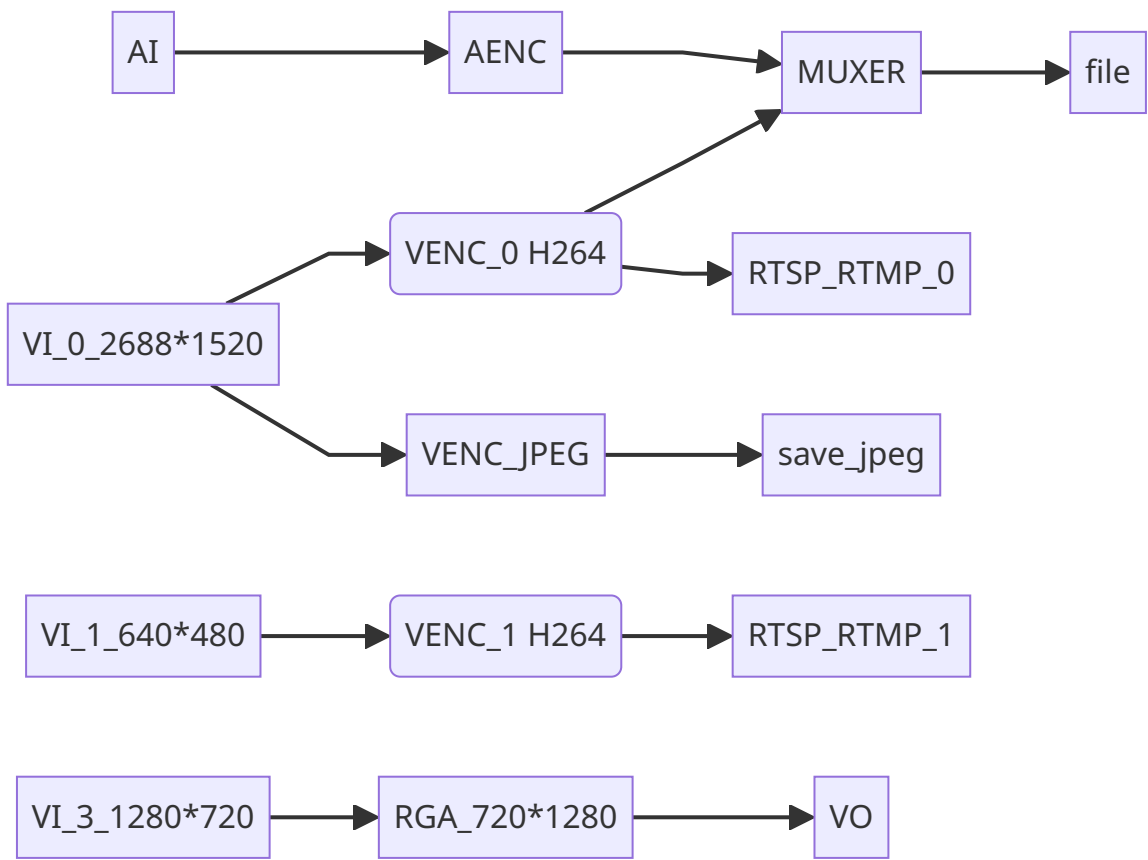 AI
AENC
MUXER
file
VENC_0 H264
RTSP_RTMP_0
VI_0_2688*1520
VENC_JPEG
save_jpeg
VI_1_640*480
VENC_1 H264
RTSP_RTMP_1
VI_3_1280*720
RGA_720*1280
VO